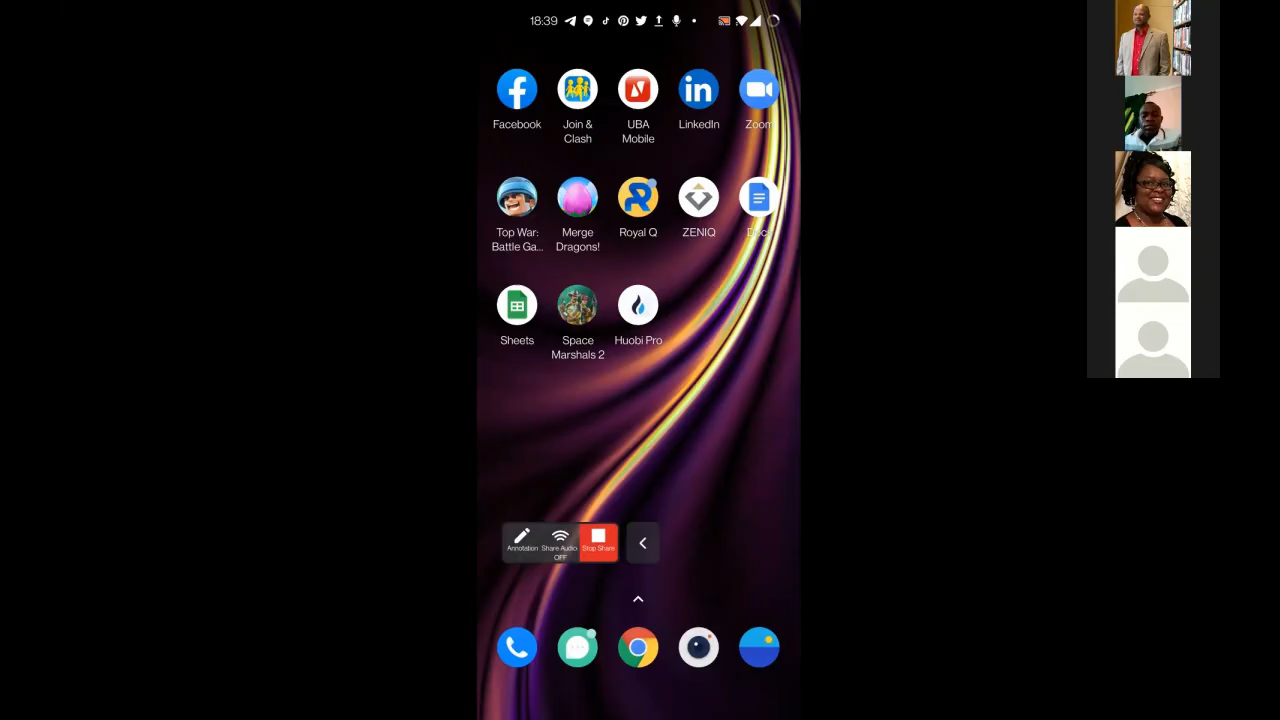 18:39
Facebook
Join &
Clash
UBA
Mobile
LinkedIn
Zoom
Top War:
Battle Ga...
Merge
Dragons!
Royal Q
ZENIQ
Docs
Sheets
Space
Marshals 2
Huobi Pro
Annotation
Share Audio
OFF
Stop Share